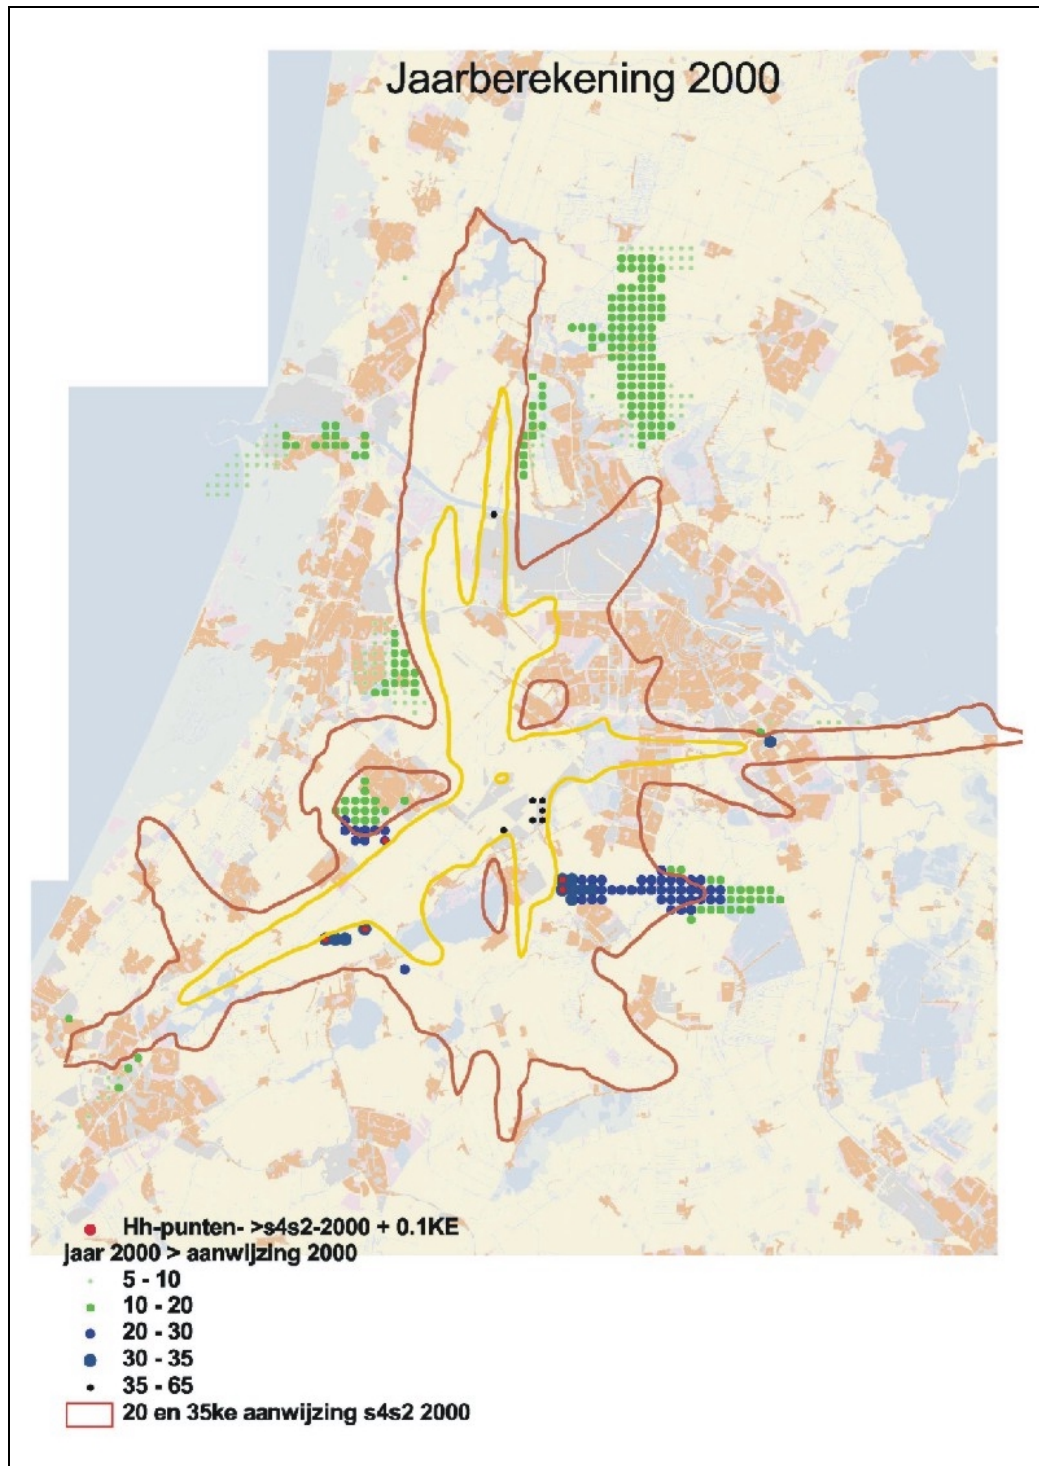 Jaarberekening 2000
Hh-punten- >s4s2-2000 + 0.1KE
jaar 2000 > aanwijzing 2000
5 - 10
10 - 20
20 - 30
30 - 35
35 - 65
20 en 35ke aanwijzing s4s2 2000